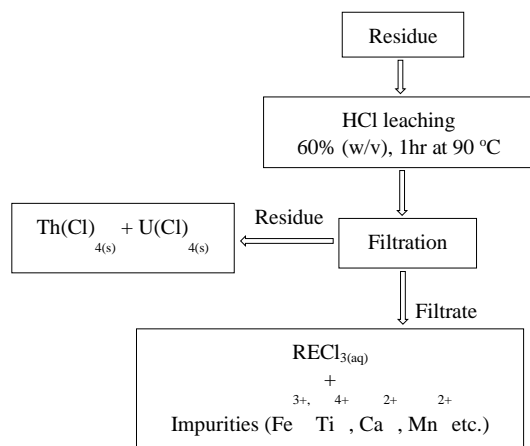 Residue
HCl leaching
60% (w/v), 1hr at 90 °C
Residue
Th(Cl)4(s) + U(Cl)4(s)
Filtration
Filtrate
RECl3(aq)
+
Impurities (Fe3+, Ti4+, Ca2+, Mn2+ etc.)